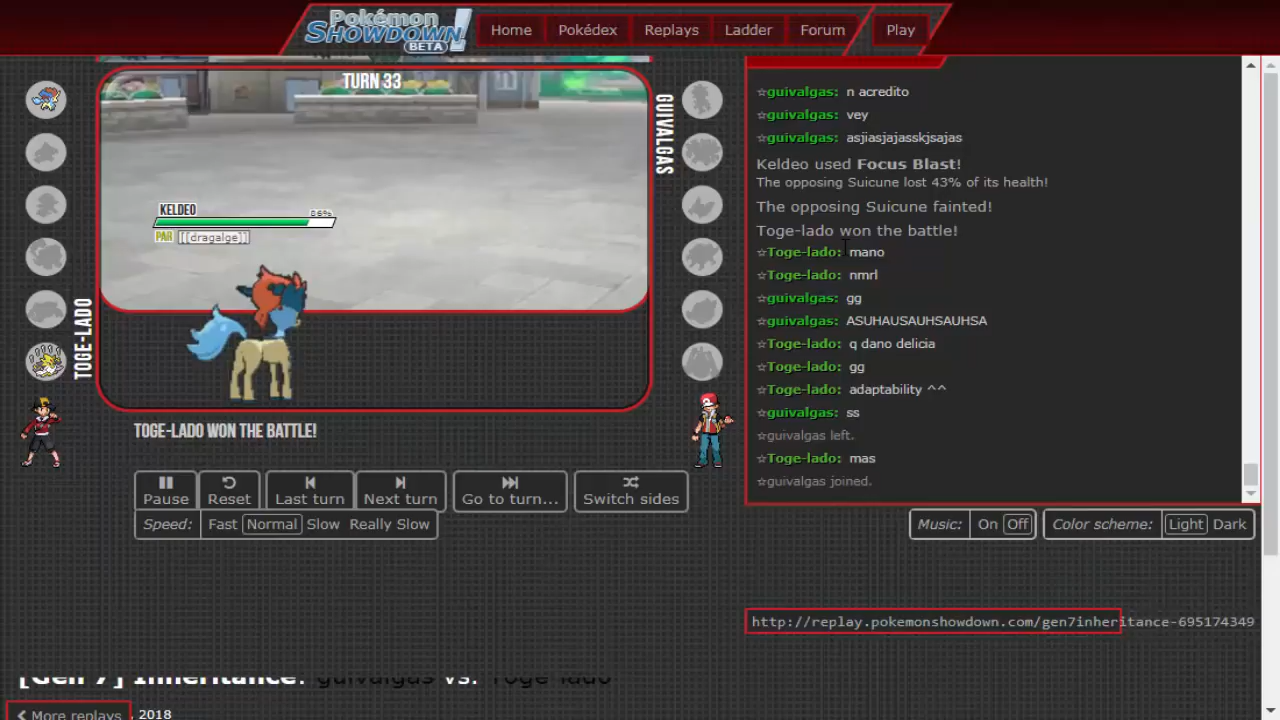 Pokémon
SHOWDOWN!
BETA
Home
Pokédex
Replays
Ladder
Forum
Play
TURN 33
KELDEO
86%
PAR [[dragalge]]
TOGE-LADO
GUIVALGAS
TOGE-LADO WON THE BATTLE!
☆guivalgas: n acredito
☆guivalgas: vey
☆guivalgas: asjiasjajasskjsajas
Keldeo used Focus Blast!
The opposing Suicune lost 43% of its health!
The opposing Suicune fainted!
Toge-lado won the battle!
☆Toge-lado: mano
☆Toge-lado: nmrl
☆guivalgas: gg
☆guivalgas: ASUHAUSAUHSAUHSA
☆Toge-lado: q dano delicia
☆Toge-lado: gg
☆Toge-lado: adaptability ^^
☆guivalgas: ss
☆guivalgas left.
☆Toge-lado: mas
☆guivalgas joined.
Pause
Reset
Last turn
Next turn
Go to turn...
Switch sides
Speed: Fast Normal Slow Really Slow
Music: On Off
Color scheme: Light Dark
http://replay.pokemonshowdown.com/gen7inheritance-695174349
[Gen 7] Inheritance: guivalgas vs. Toge-lado
More replays
, 2018